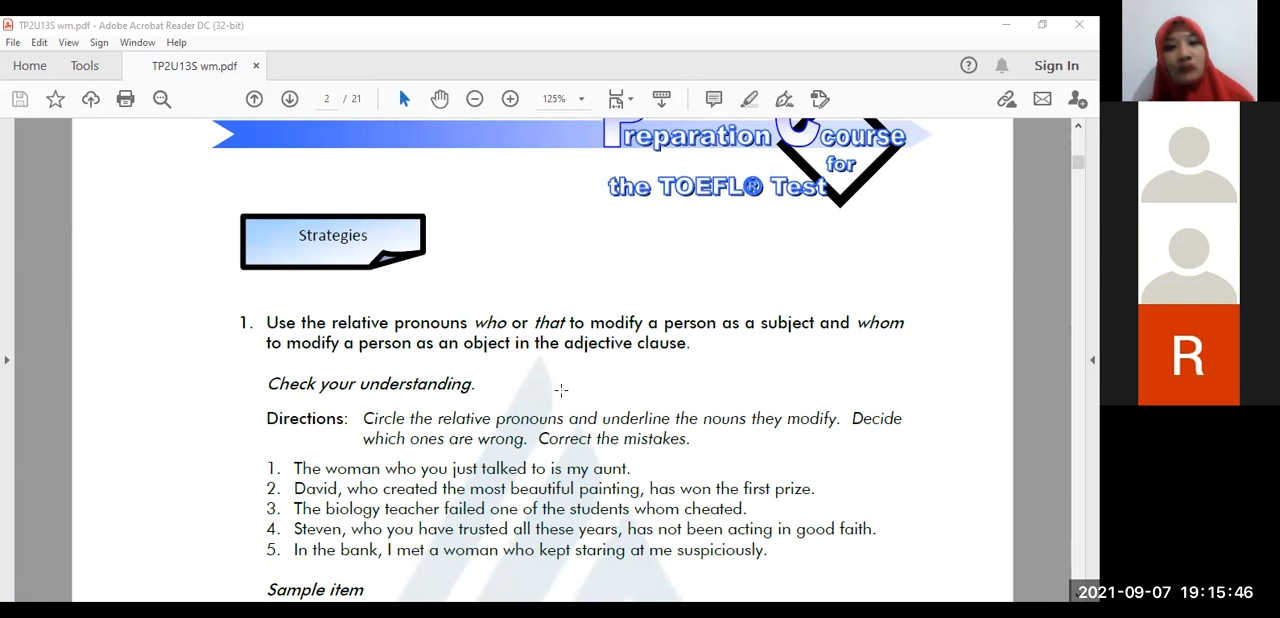 TP2U13S wm.pdf - Adobe Acrobat Reader DC (32-bit)
File Edit View Sign Window Help
Home Tools TP2U13S wm.pdf × Sign In
2 / 21 125%
Preparation Course
for
the TOEFL® Test
Strategies
1. Use the relative pronouns who or that to modify a person as a subject and whom
to modify a person as an object in the adjective clause.
Check your understanding.
Directions: Circle the relative pronouns and underline the nouns they modify. Decide
which ones are wrong. Correct the mistakes.
1. The woman who you just talked to is my aunt.
2. David, who created the most beautiful painting, has won the first prize.
3. The biology teacher failed one of the students whom cheated.
4. Steven, who you have trusted all these years, has not been acting in good faith.
5. In the bank, I met a woman who kept staring at me suspiciously.
Sample item
R
2021-09-07 19:15:46